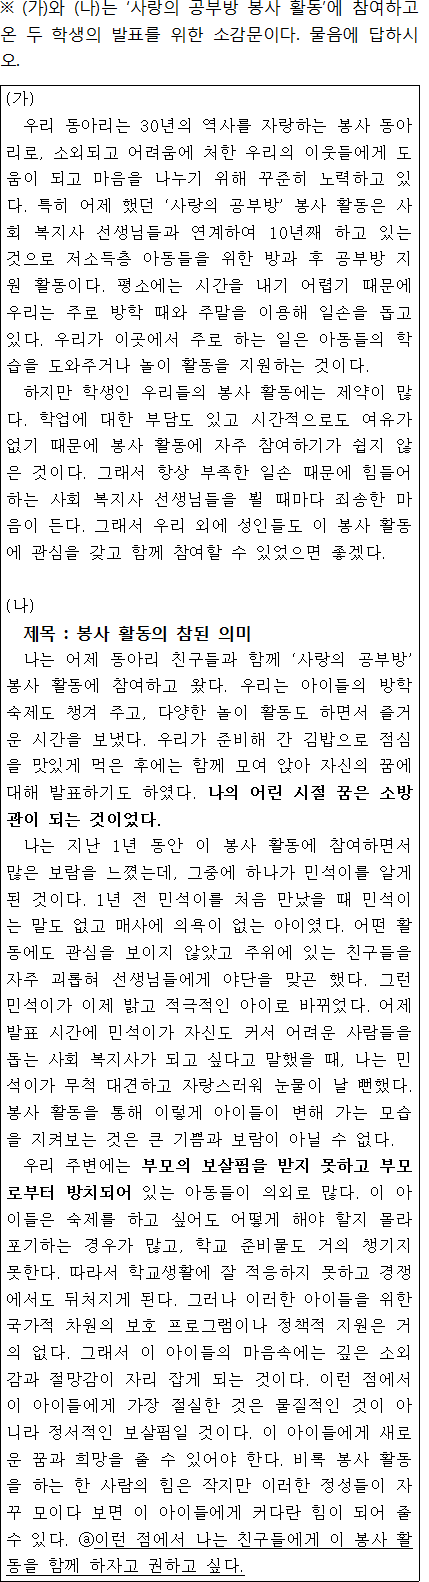 ※ (가)와 (나)는 ‘사랑의 공부방 봉사 활동’에 참여하고
온 두 학생의 발표를 위한 소감문이다. 물음에 답하시
오.
(가)
우리 동아리는 30년의 역사를 자랑하는 봉사 동아
리로, 소외되고 어려움에 처한 우리의 이웃들에게 도
움이 되고 마음을 나누기 위해 꾸준히 노력하고 있
다. 특히 어제 했던 ‘사랑의 공부방’ 봉사 활동은 사
회 복지사 선생님들과 연계하여 10년째 하고 있는
것으로 저소득층 아동들을 위한 방과 후 공부방 지
원 활동이다. 평소에는 시간을 내기 어렵기 때문에
우리는 주로 방학 때와 주말을 이용해 일손을 돕고
있다. 우리가 이곳에서 주로 하는 일은 아동들의 학
습을 도와주거나 놀이 활동을 지원하는 것이다.
하지만 학생인 우리들의 봉사 활동에는 제약이 많
다. 학업에 대한 부담도 있고 시간적으로도 여유가
없기 때문에 봉사 활동에 자주 참여하기가 쉽지 않
은 것이다. 그래서 항상 부족한 일손 때문에 힘들어
하는 사회 복지사 선생님들을 뵐 때마다 죄송한 마
음이 든다. 그래서 우리 외에 성인들도 이 봉사 활동
에 관심을 갖고 함께 참여할 수 있었으면 좋겠다.
(나)
제목 : 봉사 활동의 참된 의미
나는 어제 동아리 친구들과 함께 ‘사랑의 공부방’
봉사 활동에 참여하고 왔다. 우리는 아이들의 방학
숙제도 챙겨 주고, 다양한 놀이 활동도 하면서 즐거
운 시간을 보냈다. 우리가 준비해 간 김밥으로 점심
을 맛있게 먹은 후에는 함께 모여 앉아 자신의 꿈에
대해 발표하기도 하였다. 나의 어린 시절 꿈은 소방
관이 되는 것이었다.
나는 지난 1년 동안 이 봉사 활동에 참여하면서
많은 보람을 느꼈는데, 그중에 하나가 민석이를 알게
된 것이다. 1년 전 민석이를 처음 만났을 때 민석이
는 말도 없고 매사에 의욕이 없는 아이였다. 어떤 활
동에도 관심을 보이지 않았고 주위에 있는 친구들을
자주 괴롭혀 선생님들에게 야단을 맞곤 했다. 그런
민석이가 이제 밝고 적극적인 아이로 바뀌었다. 어제
발표 시간에 민석이가 자신도 커서 어려운 사람들을
돕는 사회 복지사가 되고 싶다고 말했을 때, 나는 민
석이가 무척 대견하고 자랑스러워 눈물이 날 뻔했다.
봉사 활동을 통해 이렇게 아이들이 변해 가는 모습
을 지켜보는 것은 큰 기쁨과 보람이 아닐 수 없다.
우리 주변에는 부모의 보살핌을 받지 못하고 부모
로부터 방치되어 있는 아동들이 의외로 많다. 이 아
이들은 숙제를 하고 싶어도 어떻게 해야 할지 몰라
포기하는 경우가 많고, 학교 준비물도 거의 챙기지
못한다. 따라서 학교생활에 잘 적응하지 못하고 경쟁
에서도 뒤처지게 된다. 그러나 이러한 아이들을 위한
국가적 차원의 보호 프로그램이나 정책적 지원은 거
의 없다. 그래서 이 아이들의 마음속에는 깊은 소외
감과 절망감이 자리 잡게 되는 것이다. 이런 점에서
이 아이들에게 가장 절실한 것은 물질적인 것이 아
니라 정서적인 보살핌일 것이다. 이 아이들에게 새로
운 꿈과 희망을 줄 수 있어야 한다. 비록 봉사 활동
을 하는 한 사람의 힘은 작지만 이러한 정성들이 자
꾸 모이다 보면 이 아이들에게 커다란 힘이 되어 줄
수 있다. ⓐ이런 점에서 나는 친구들에게 이 봉사 활
동을 함께 하자고 권하고 싶다.